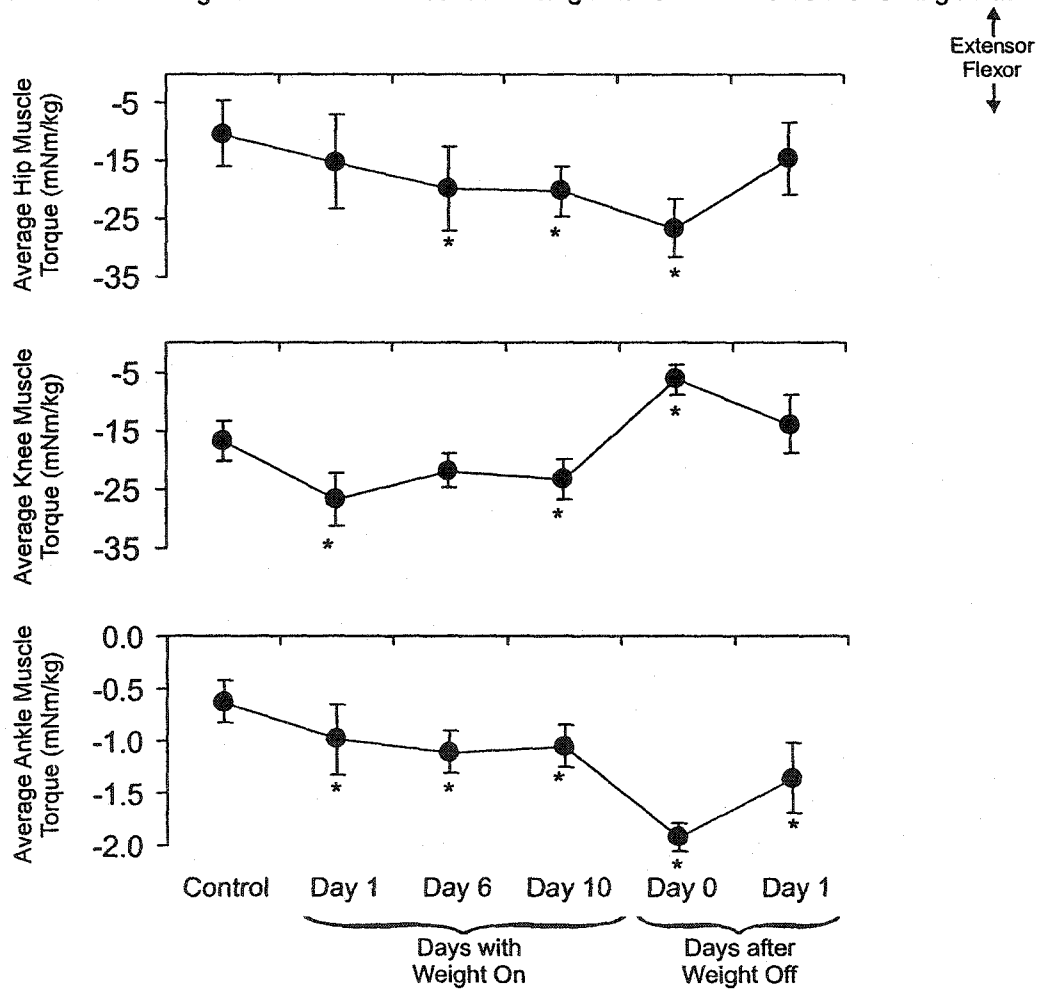 Extensor
Flexor
Average Hip Muscle
Torque (mNm/kg)
-5
-15
-25
*
*
*
-35
Average Knee Muscle
Torque (mNm/kg)
-5
-15
-25
-35
*
*
*
Average Ankle Muscle
Torque (mNm/kg)
0.0
-0.5
-1.0
-1.5
-2.0
*
*
*
*
*
Control Day 1 Day 6 Day 10 Day 0 Day 1
Days with
Weight On
Days after
Weight Off